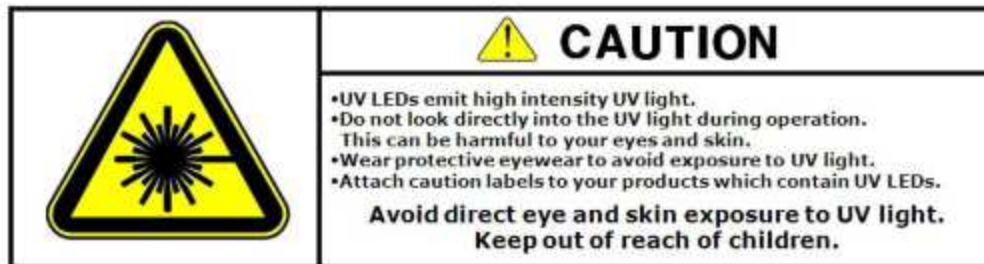 ! CAUTION
•UV LEDs emit high intensity UV light.
•Do not look directly into the UV light during operation.
This can be harmful to your eyes and skin.
•Wear protective eyewear to avoid exposure to UV light.
•Attach caution labels to your products which contain UV LEDs.
Avoid direct eye and skin exposure to UV light.
Keep out of reach of children.